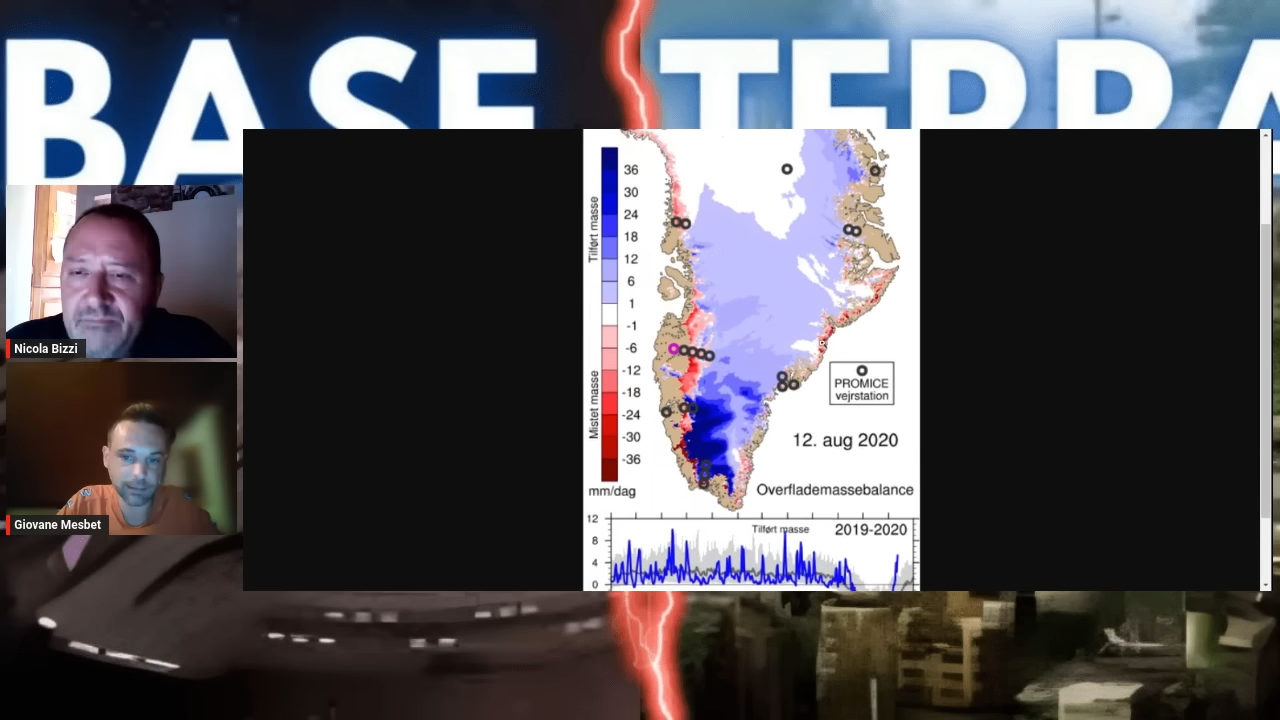 BASE TERRA
Nicola Bizzi
Giovane Mesbet
Tilført masse
Mistet masse
36
30
24
18
12
6
1
-1
-6
-12
-18
-24
-30
-36
mm/dag
PROMICE
vejrstation
12. aug 2020
Overflademassebalance
12
8
4
0
Tilført masse
2019-2020